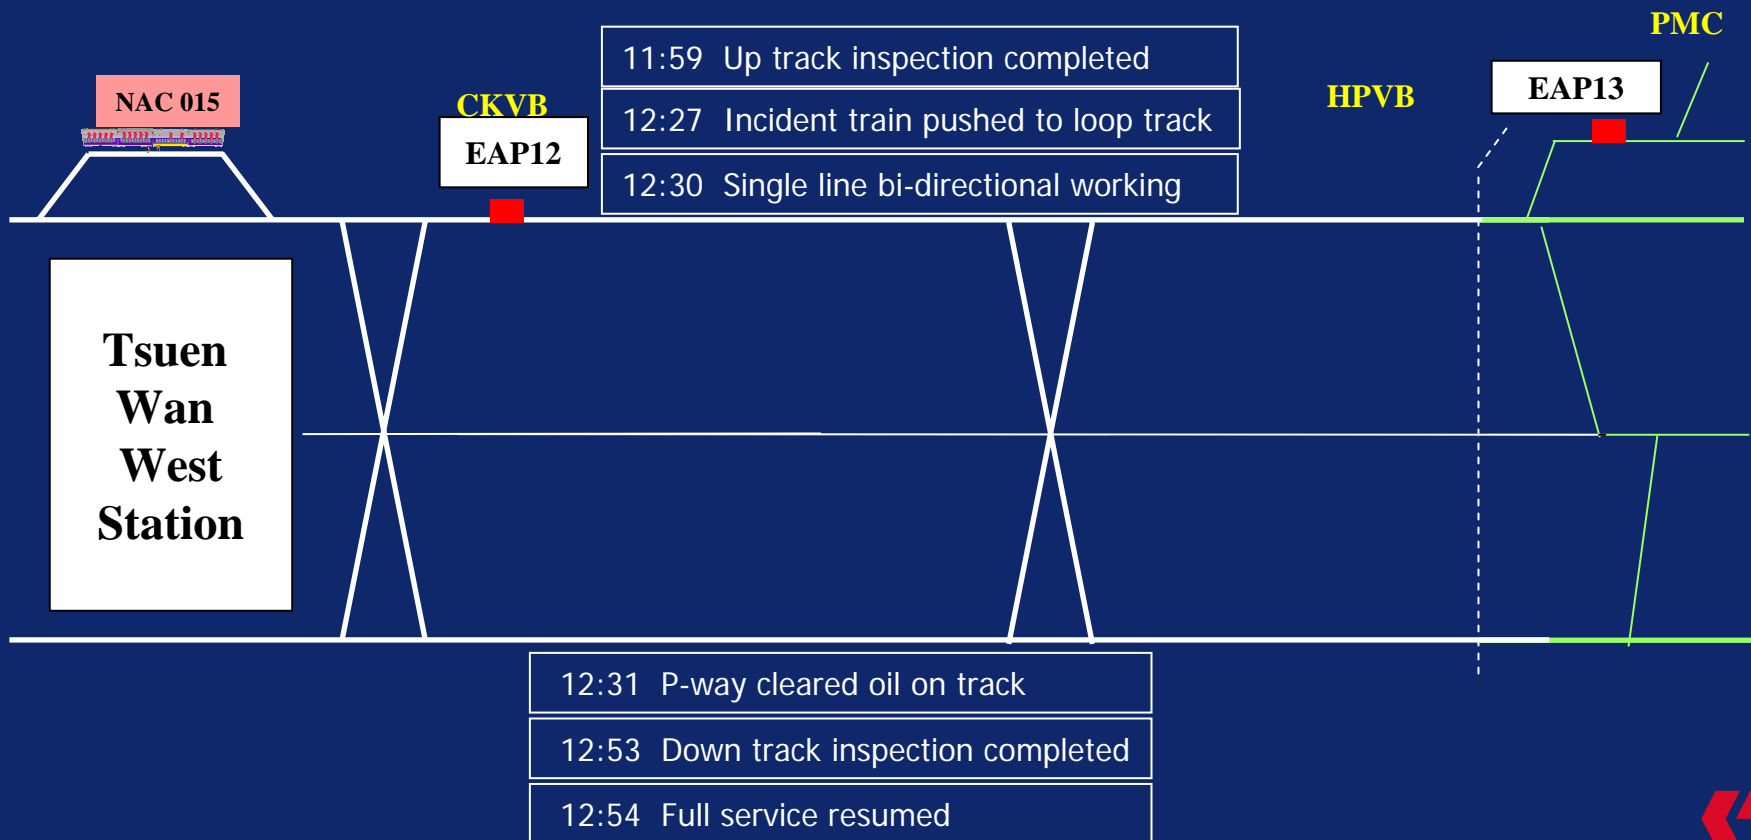 PMC
11:59 Up track inspection completed
NAC 015
CKVB
HPVB
EAP13
12:27 Incident train pushed to loop track
EAP12
12:30 Single line bi-directional working
Tsuen
Wan
West
Station
12:31 P-way cleared oil on track
12:53 Down track inspection completed
12:54 Full service resumed